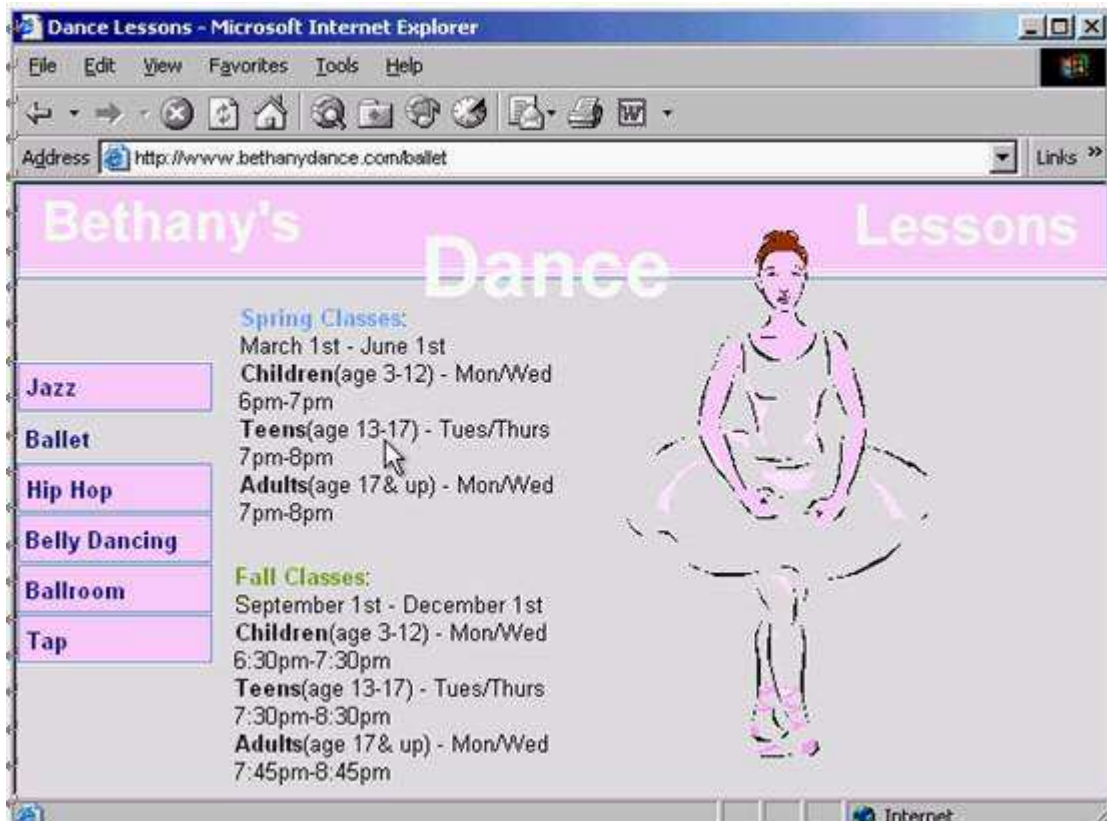 Dance Lessons - Microsoft Internet Explorer
File Edit View Favorites Tools Help
Address http://www.bethanydance.com/ballet Links »
Bethany's Dance Lessons
Jazz
Ballet
Hip Hop
Belly Dancing
Ballroom
Tap
Spring Classes:
March 1st - June 1st
Children(age 3-12) - Mon/Wed
6pm-7pm
Teens(age 13-17) - Tues/Thurs
7pm-8pm
Adults(age 17& up) - Mon/Wed
7pm-8pm
Fall Classes:
September 1st - December 1st
Children(age 3-12) - Mon/Wed
6:30pm-7:30pm
Teens(age 13-17) - Tues/Thurs
7:30pm-8:30pm
Adults(age 17& up) - Mon/Wed
7:45pm-8:45pm
Internet